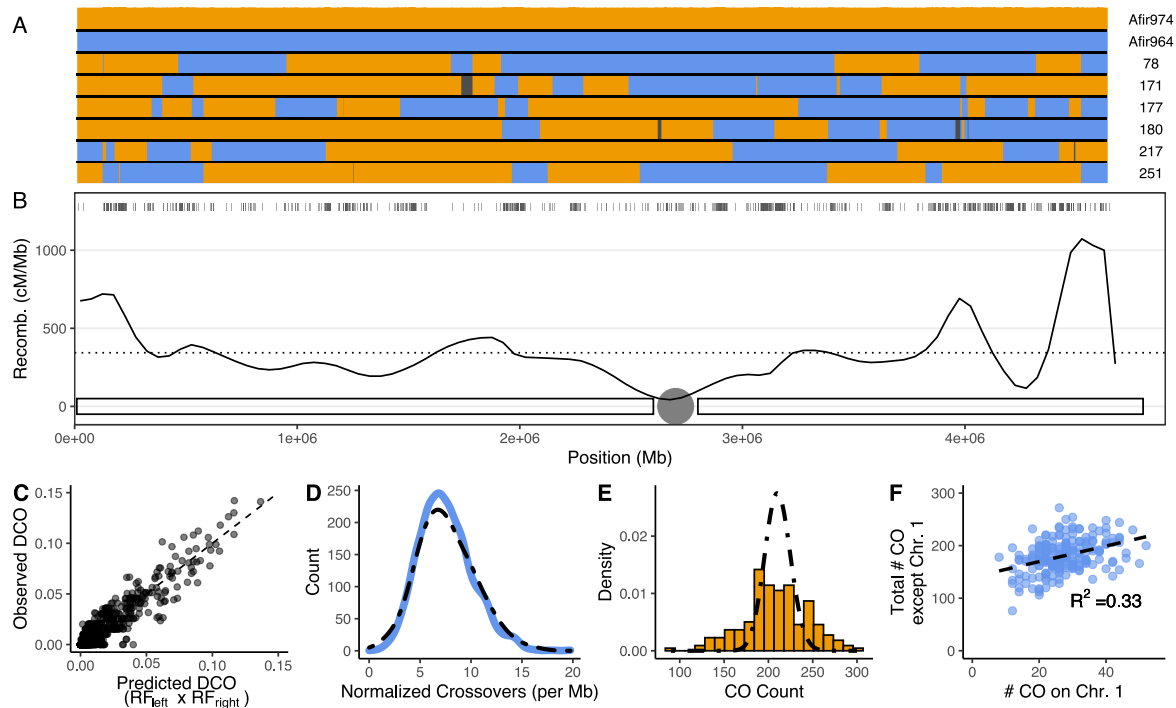 A
Afir974
Afir964
78
171
177
180
217
251
B
Recomb. (cM/Mb)
1000
500
0
0e+00
1e+06
2e+06
3e+06
4e+06
Position (Mb)
C
Observed DCO
0.15
0.10
0.05
0.00
0.00
0.05
0.10
0.15
Predicted DCO
(RFleft x RFright)
D
Count
250
200
150
100
50
0
0
5
10
15
20
Normalized Crossovers (per Mb)
E
Density
0.02
0.01
0.00
100
150
200
250
300
CO Count
F
Total # CO
except Chr. 1
300
200
100
0
0
20
40
R² =0.33
# CO on Chr. 1